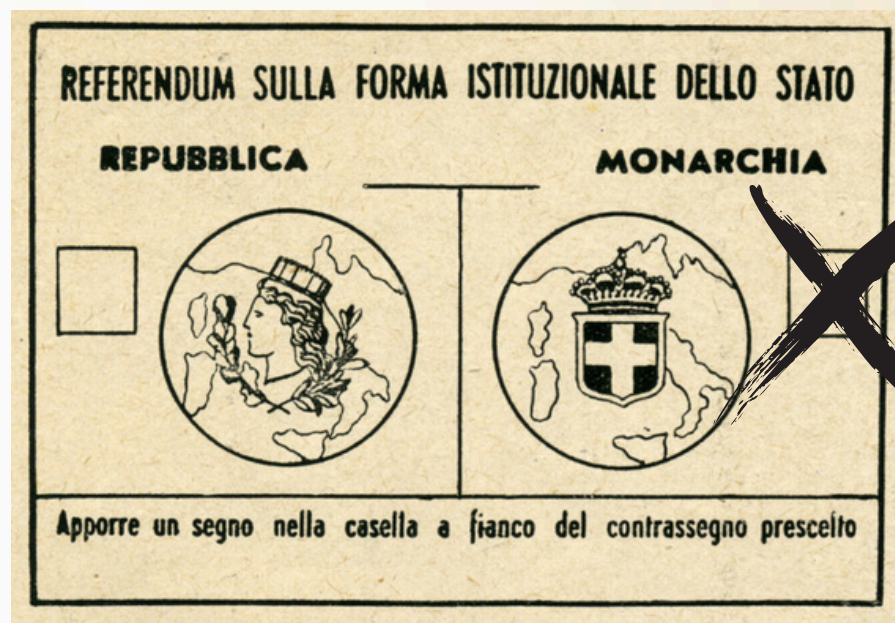 REFERENDUM SULLA FORMA ISTITUZIONALE DELLO STATO
REPUBBLICA
MONARCHIA
Apporre un segno nella casella a fianco del contrassegno prescelto